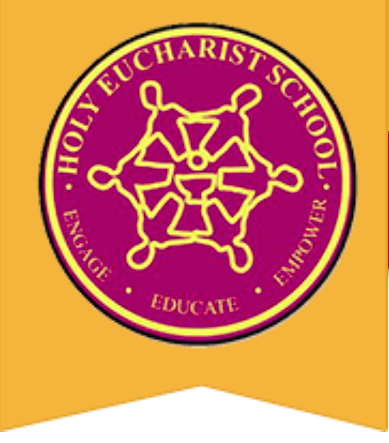 · HOLY EUCHARIST SCHOOL ·
ENGAGE · EDUCATE · EMPOWER